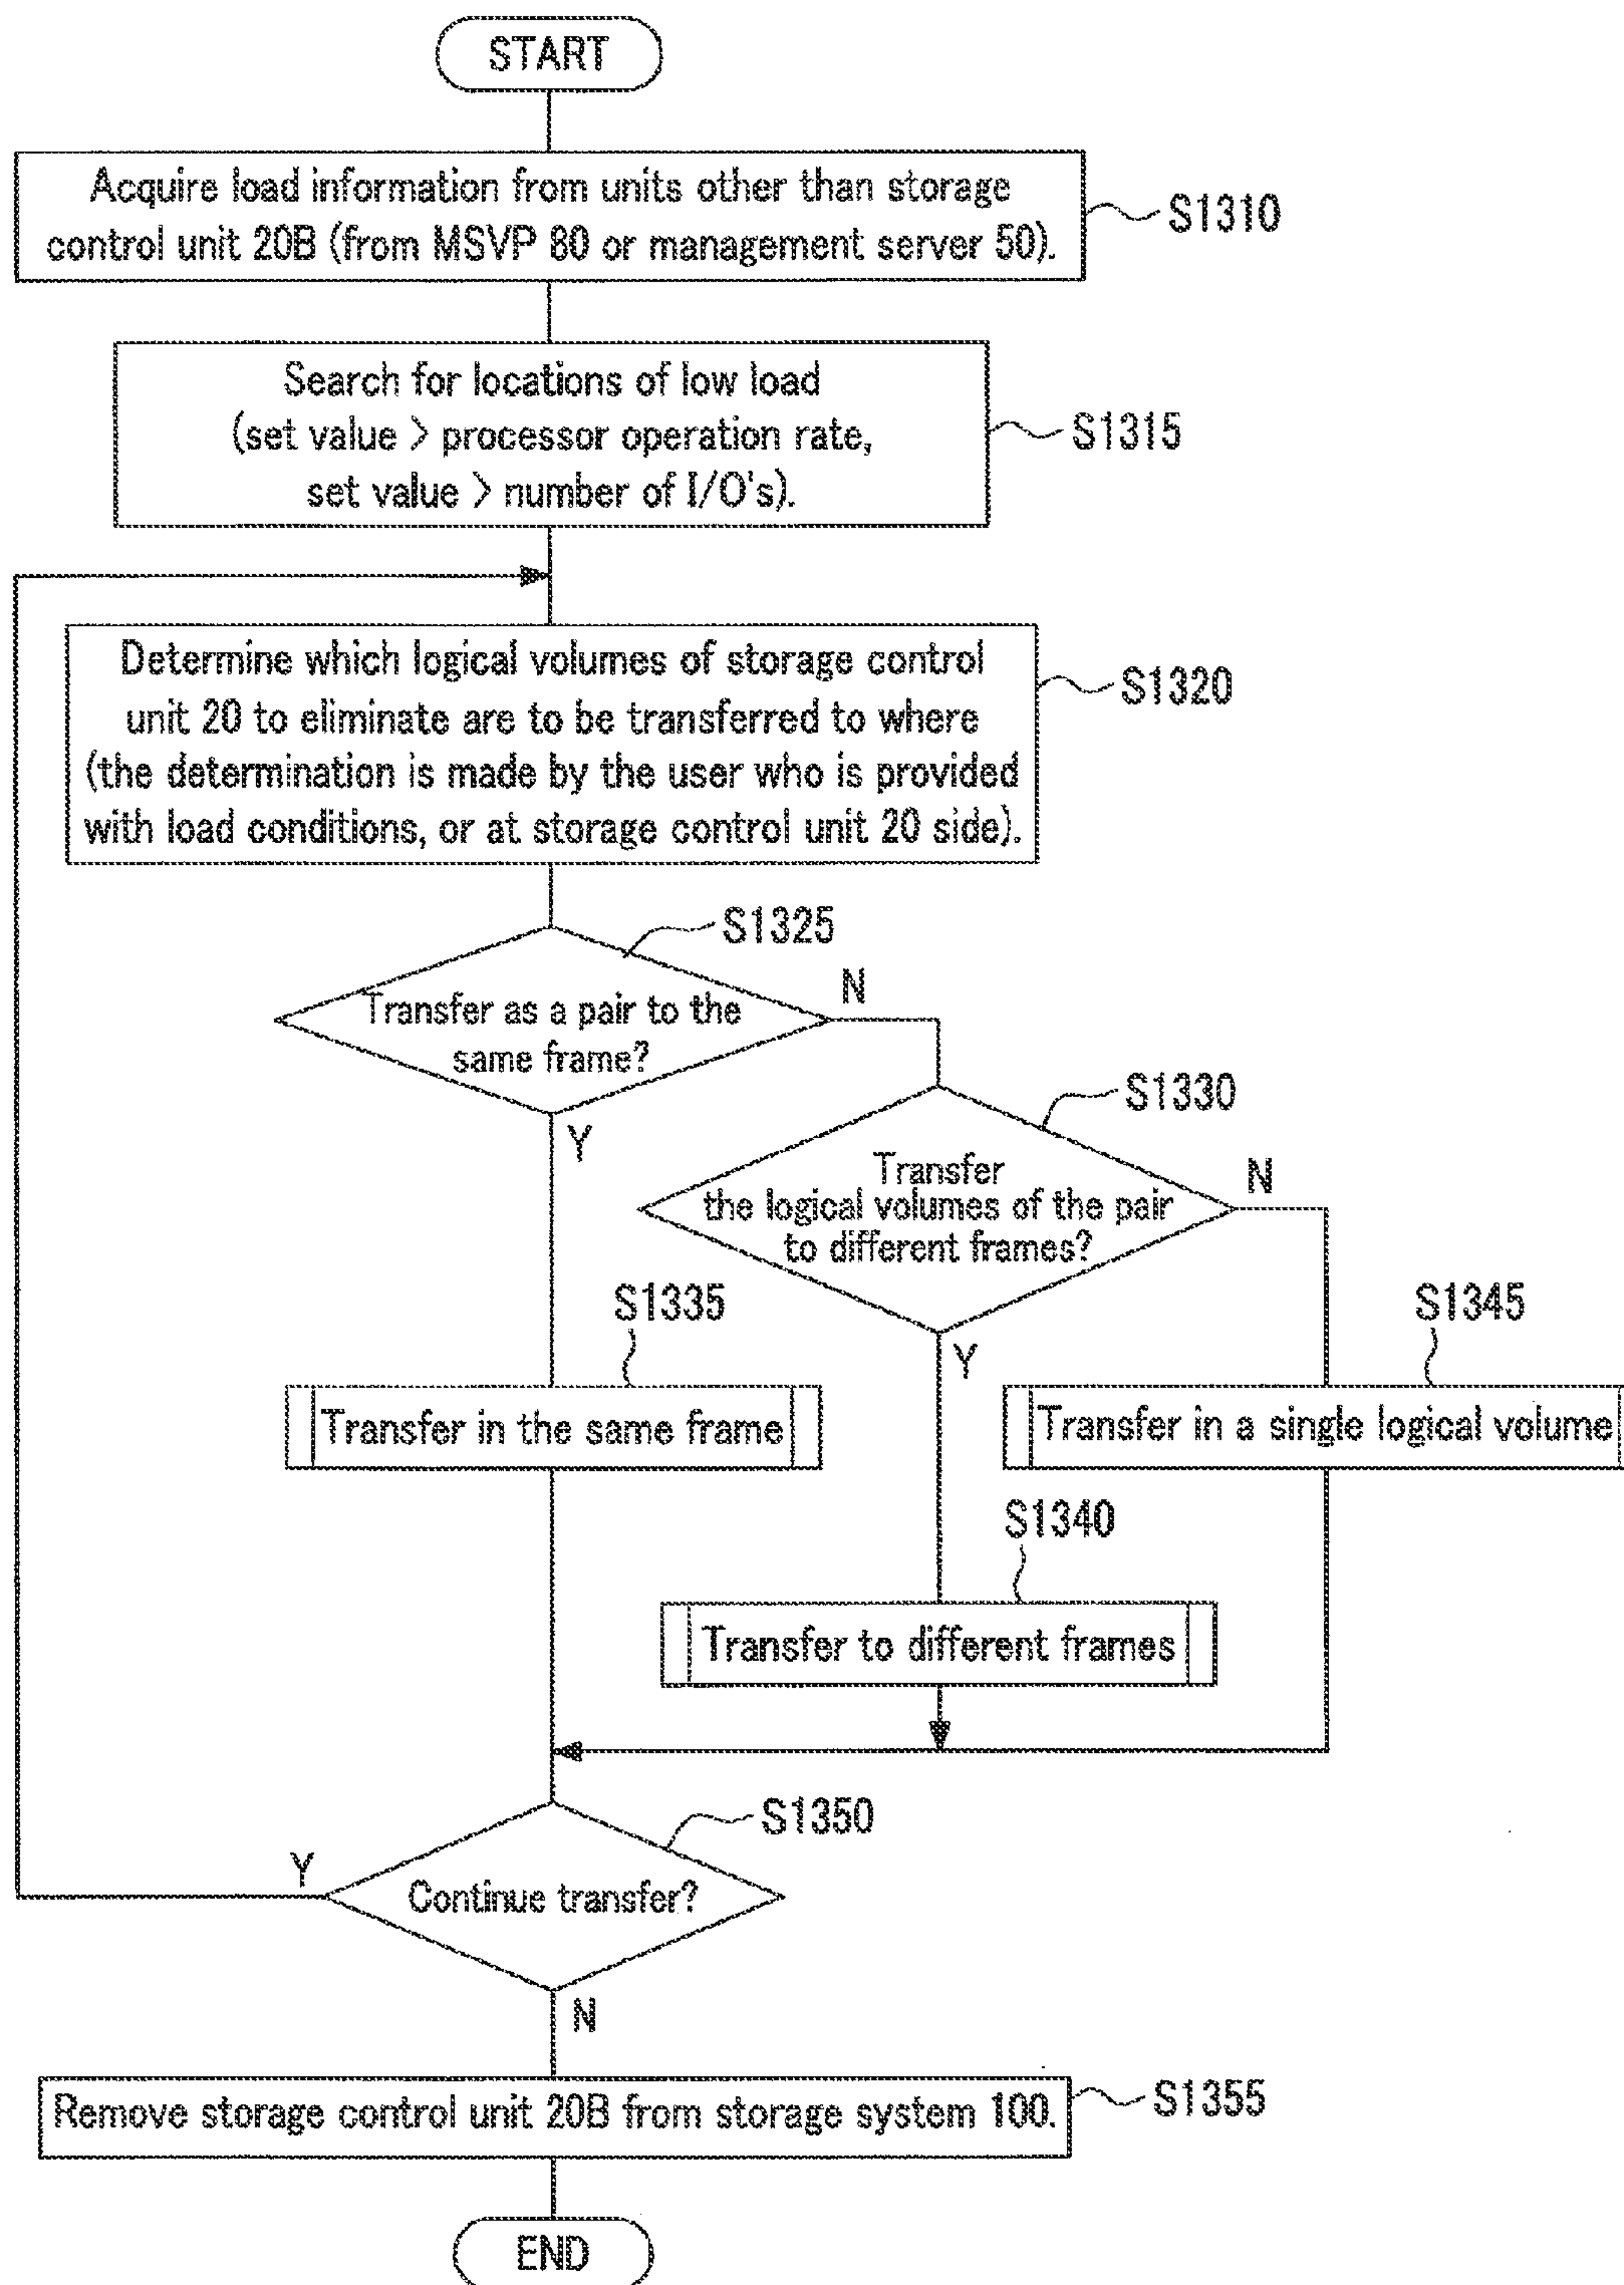 START
Acquire load information from units other than storage
control unit 20B (from MSVP 80 or management server 50).
S1310
Search for locations of low load
(set value > processor operation rate,
set value > number of I/O's).
S1315
Determine which logical volumes of storage control
unit 20 to eliminate are to be transferred to where
(the determination is made by the user who is provided
with load conditions, or at storage control unit 20 side).
S1320
S1325
Transfer as a pair to the
same frame?
N
Y
S1330
Transfer
the logical volumes of the pair
to different frames?
N
Y
S1335
Transfer in the same frame
S1345
Transfer in a single logical volume
S1340
Transfer to different frames
S1350
Continue transfer?
Y
N
Remove storage control unit 20B from storage system 100.
S1355
END